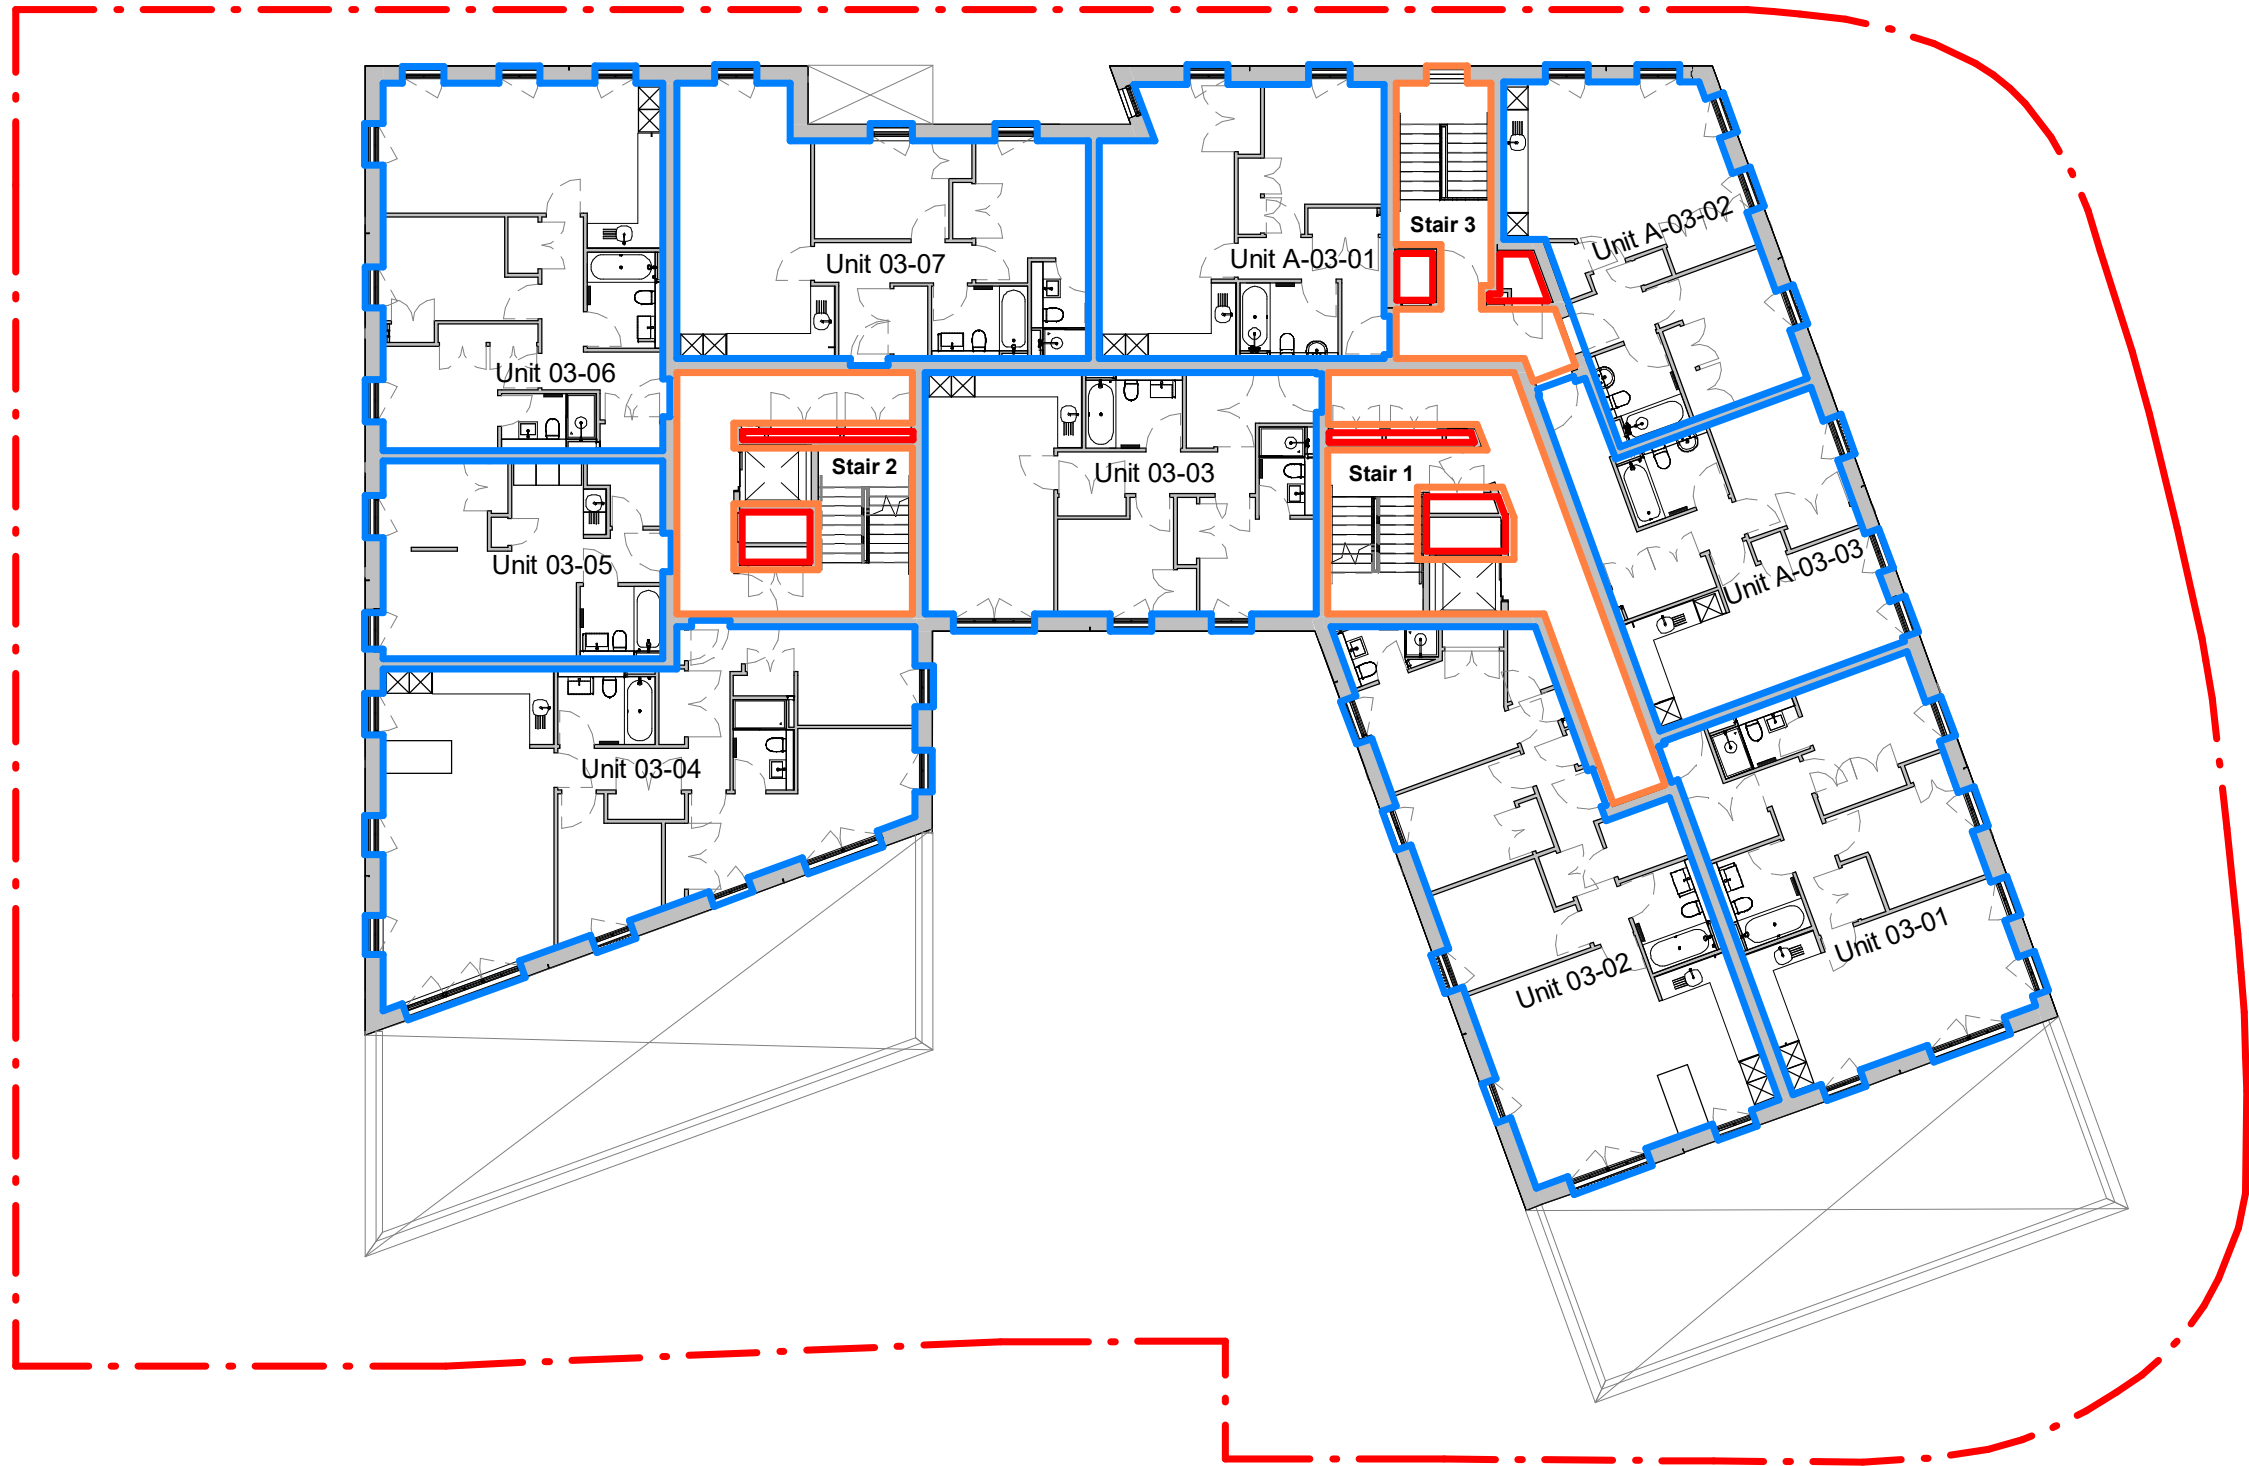 Stair 3
Unit A-03-02
Unit 03-07
Unit A-03-01
Unit 03-06
Stair 2
Unit 03-03
Stair 1
Unit 03-05
Unit A-03-03
Unit 03-04
Unit 03-02
Unit 03-01